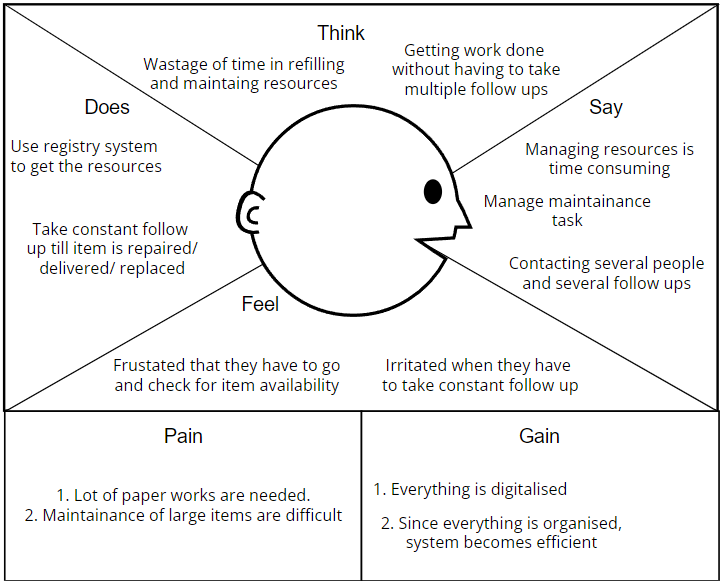 Think
Wastage of time in refilling
and maintaing resources
Getting work done
without having to take
multiple follow ups
Does
Use registry system
to get the resources
Take constant follow
up till item is repaired/
delivered/ replaced
Say
Managing resources is
time consuming
Manage maintainance
task
Contacting several people
and several follow ups
Feel
Frustated that they have to go
and check for item availability
Irritated when they have
to take constant follow up
Pain
1. Lot of paper works are needed.
2. Maintainance of large items are difficult
Gain
1. Everything is digitalised
2. Since everything is organised,
system becomes efficient